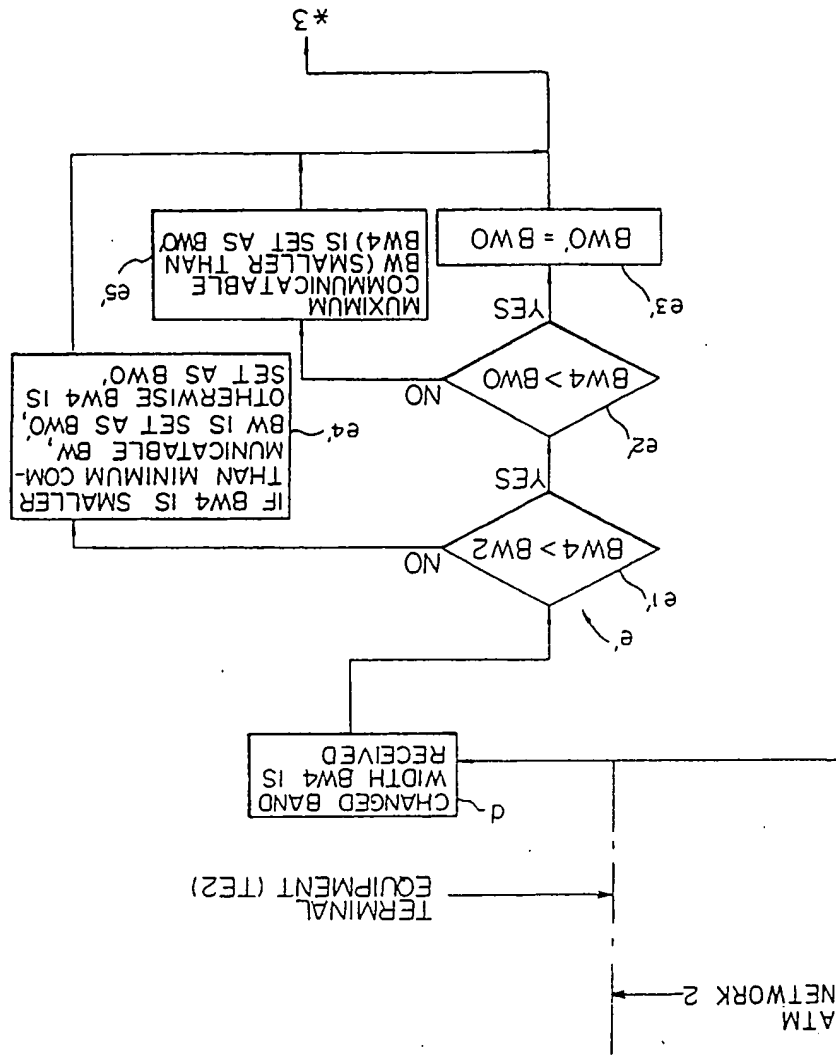 ATM
NETWORK 2
TERMINAL
EQUIPMENT (TE2)
d
CHANGED BAND
WIDTH BW4 IS
RECEIVED
e'
e1'
BW4 > BW2
NO
YES
e4'
IF BW4 IS SMALLER
THAN MINIMUM COM-
MUNICATABLE BW,
BW IS SET AS BW0',
OTHERWISE BW4 IS
SET AS BW0'
e2'
BW4 > BW0
NO
YES
e3'
BW0' = BW0
e5'
MUXIMUM
COMMUNICATABLE
BW (SMALLER THAN
BW4) IS SET AS BW0'
*3